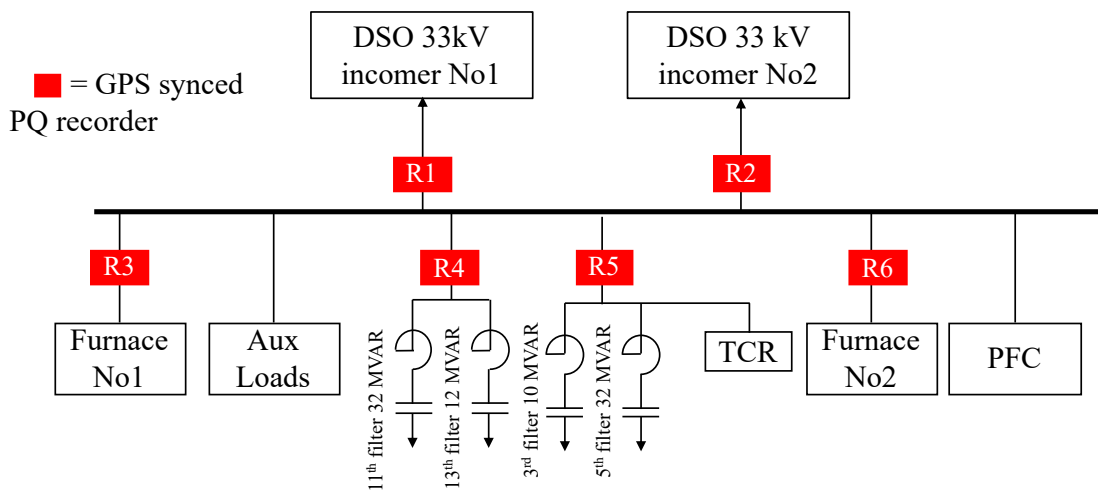 DSO 33kV
incomer No1
DSO 33 kV
incomer No2
= GPS synced
PQ recorder
R1
R2
R3
R4
R5
R6
Furnace
No1
Aux
Loads
11th filter 32 MVAR
13th filter 12 MVAR
3rd filter 10 MVAR
5th filter 32 MVAR
TCR
Furnace
No2
PFC